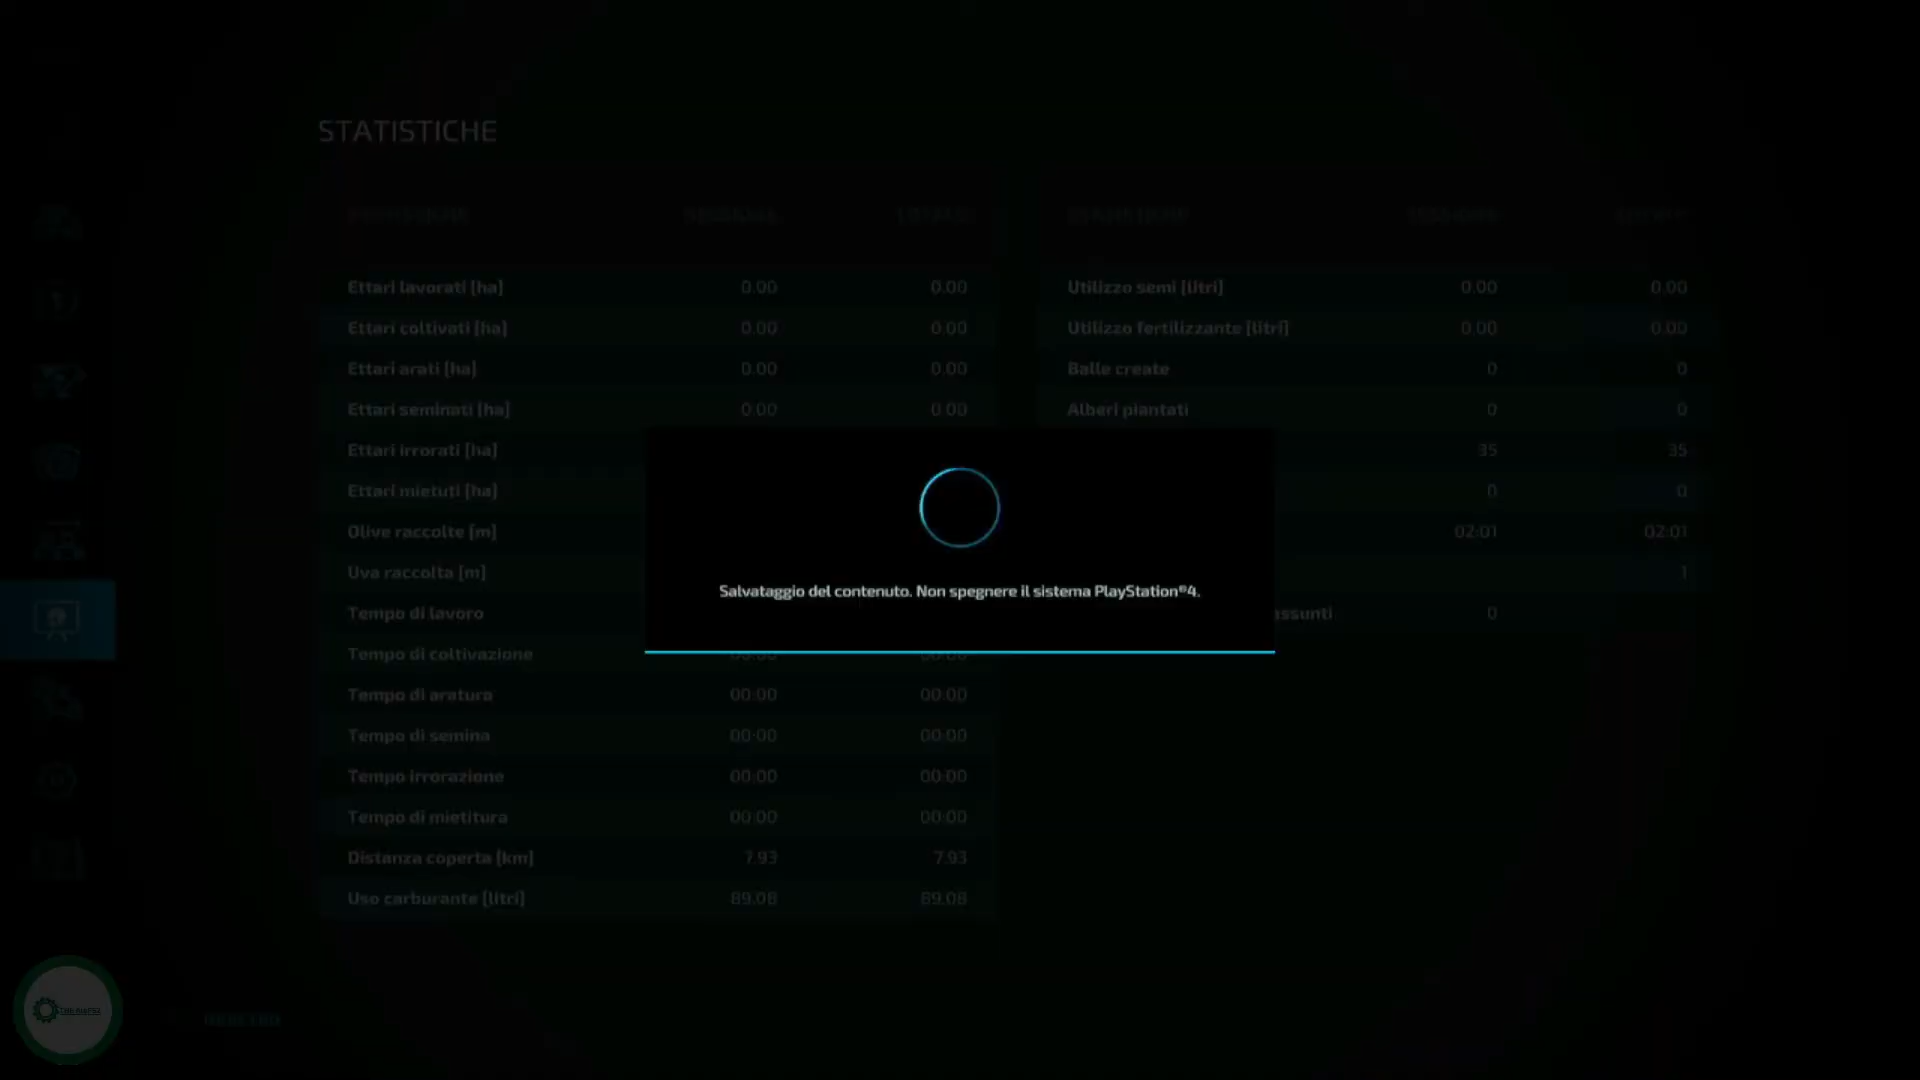 STATISTICHE
Ettari lavorati [ha] 0.00 0.00
Ettari coltivati [ha] 0.00 0.00
Ettari arati [ha] 0.00 0.00
Ettari seminati [ha] 0.00 0.00
Ettari irrorati [ha]
Ettari mietuti [ha]
Olive raccolte [m]
Uva raccolta [m]
Tempo di lavoro
Tempo di coltivazione 00:00 00:00
Tempo di aratura 00:00 00:00
Tempo di semina 00:00 00:00
Tempo irrorazione 00:00 00:00
Tempo di mietitura 00:00 00:00
Distanza coperta [km] 7.93 7.93
Uso carburante [litri] 89.08 89.08
Utilizzo semi [litri] 0.00 0.00
Utilizzo fertilizzante [litri] 0.00 0.00
Balle create 0 0
Alberi piantati 0 0
35 35
0 0
02:01 02:01
1
assunti 0
Salvataggio del contenuto. Non spegnere il sistema PlayStation®4.